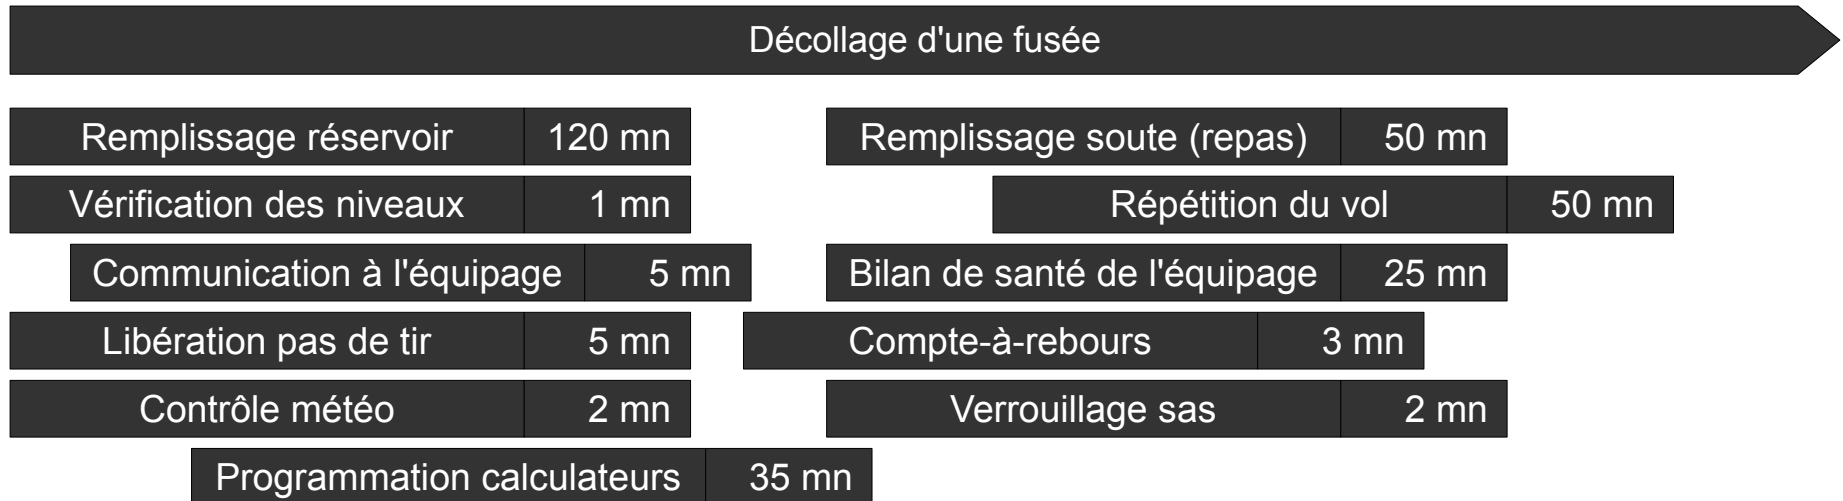 Décollage d'une fusée
Remplissage réservoir 120 mn
Remplissage soute (repas) 50 mn
Vérification des niveaux 1 mn
Répétition du vol 50 mn
Communication à l'équipage 5 mn
Bilan de santé de l'équipage 25 mn
Libération pas de tir 5 mn
Compte-à-rebours 3 mn
Contrôle météo 2 mn
Verrouillage sas 2 mn
Programmation calculateurs 35 mn